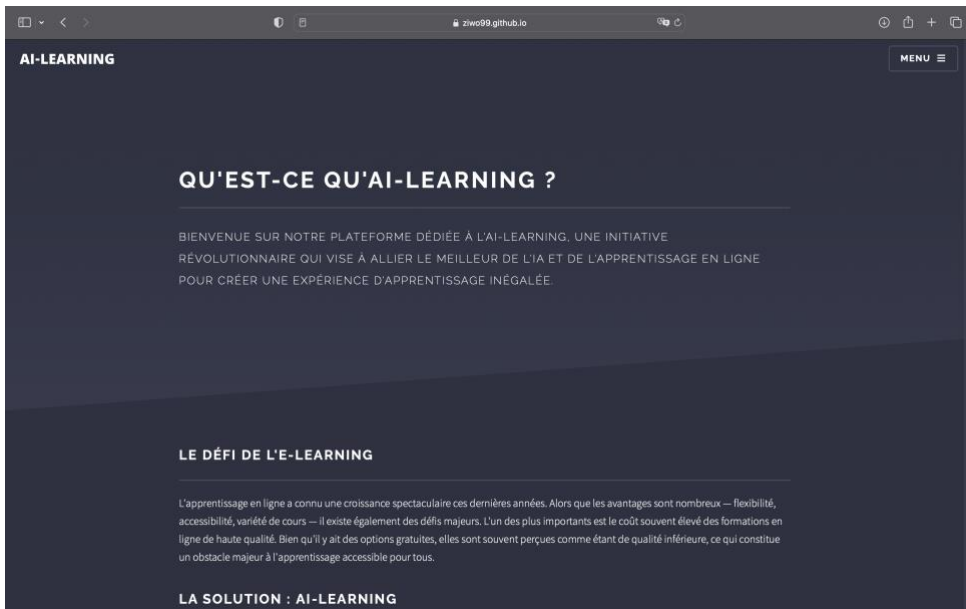 ziwo99.github.io
AI-LEARNING
MENU
QU'EST-CE QU'AI-LEARNING ?
BIENVENUE SUR NOTRE PLATEFORME DÉDIÉE À L'AI-LEARNING, UNE INITIATIVE
RÉVOLUTIONNAIRE QUI VISE À ALLIER LE MEILLEUR DE L'IA ET DE L'APPRENTISSAGE EN LIGNE
POUR CRÉER UNE EXPÉRIENCE D'APPRENTISSAGE INÉGALÉE.
LE DÉFI DE L'E-LEARNING
L'apprentissage en ligne a connu une croissance spectaculaire ces dernières années. Alors que les avantages sont nombreux — flexibilité,
accessibilité, variété de cours — il existe également des défis majeurs. L'un des plus importants est le coût souvent élevé des formations en
ligne de haute qualité. Bien qu'il y ait des options gratuites, elles sont souvent perçues comme étant de qualité inférieure, ce qui constitue
un obstacle majeur à l'apprentissage accessible pour tous.
LA SOLUTION : AI-LEARNING